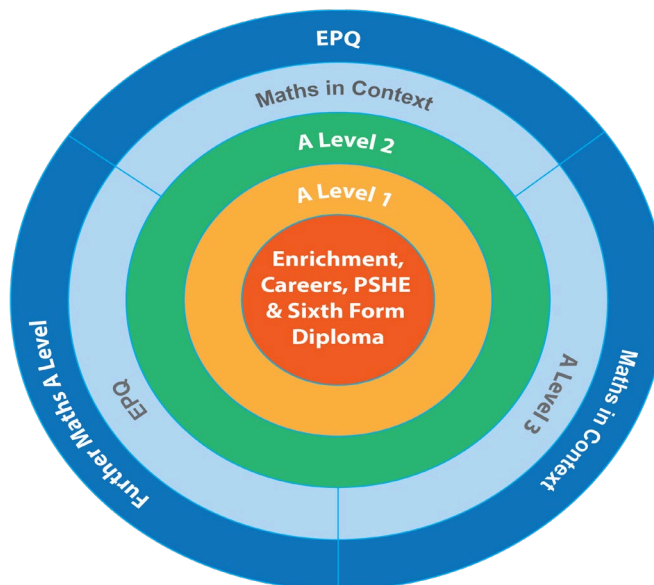 EPQ
Maths in Context
A Level 2
A Level 1
Enrichment,
Careers, PSHE
& Sixth Form
Diploma
Further Maths A Level
EPQ
A Level 3
Maths in Context